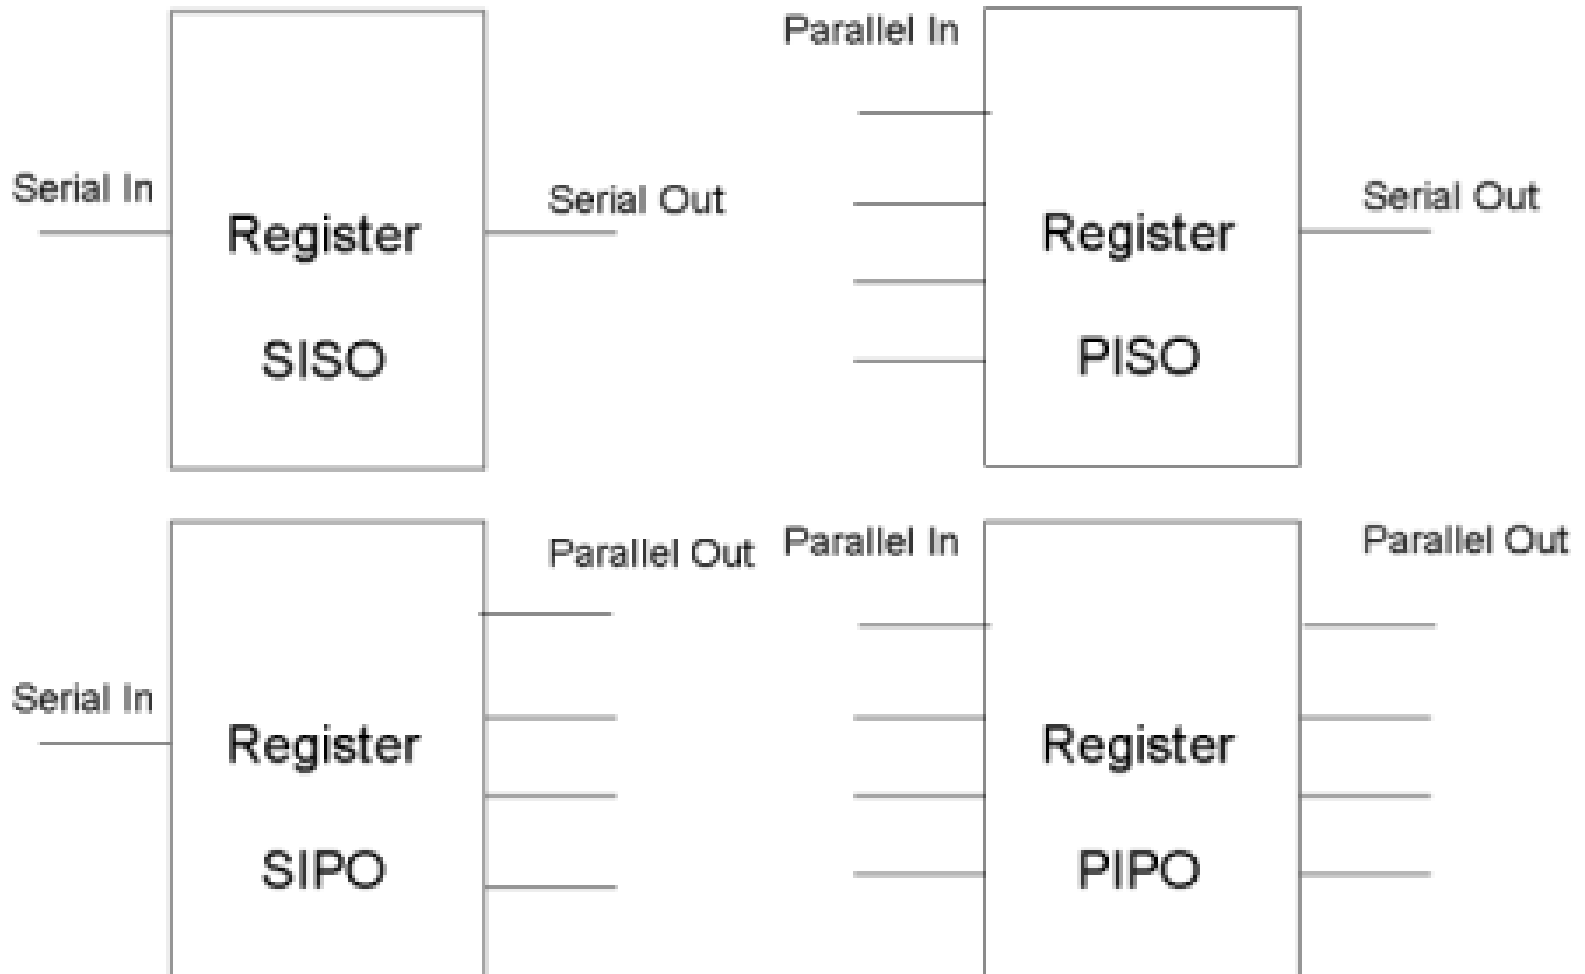 Serial In
Register
SISO
Serial Out
Parallel In
Register
PISO
Serial Out
Serial In
Register
SIPO
Parallel Out
Parallel In
Register
PIPO
Parallel Out